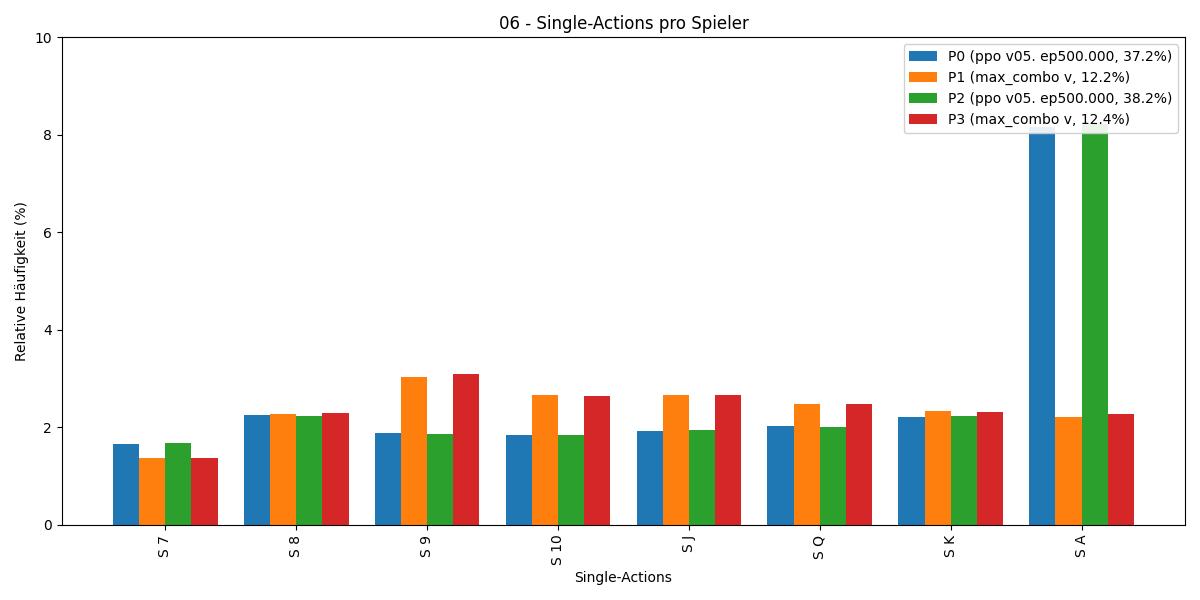 06 - Single-Actions pro Spieler
10
8
6
4
2
0
Relative Häufigkeit (%)
P0 (ppo v05. ep500.000, 37.2%)
P1 (max_combo v, 12.2%)
P2 (ppo v05. ep500.000, 38.2%)
P3 (max_combo v, 12.4%)
S 7
S 8
S 9
S 10
S J
S Q
S K
S A
Single-Actions